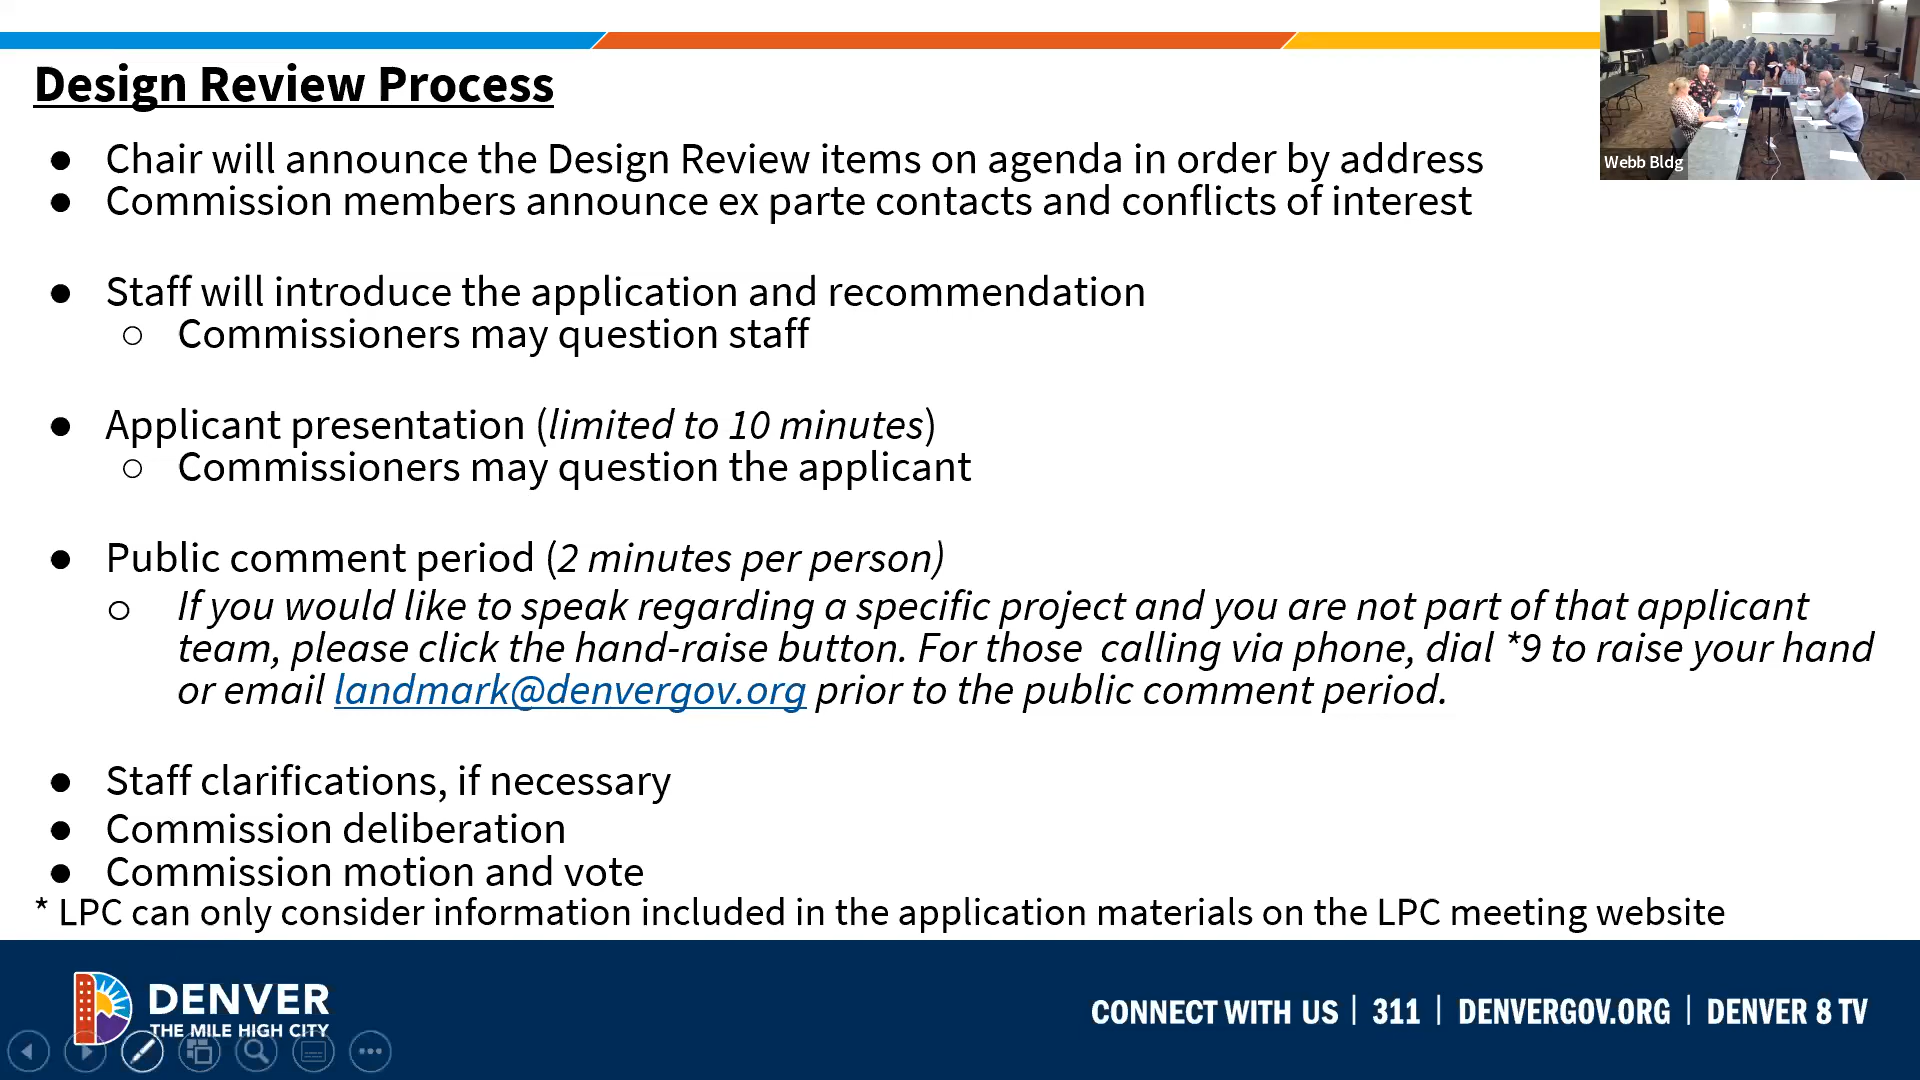 Design Review Process
● Chair will announce the Design Review items on agenda in order by address
● Commission members announce ex parte contacts and conflicts of interest
● Staff will introduce the application and recommendation
○ Commissioners may question staff
● Applicant presentation (limited to 10 minutes)
○ Commissioners may question the applicant
● Public comment period (2 minutes per person)
○ If you would like to speak regarding a specific project and you are not part of that applicant
team, please click the hand-raise button. For those  calling via phone, dial *9 to raise your hand
or email landmark@denvergov.org prior to the public comment period.
● Staff clarifications, if necessary
● Commission deliberation
● Commission motion and vote
* LPC can only consider information included in the application materials on the LPC meeting website
Webb Bldg
DENVER
THE MILE HIGH CITY
CONNECT WITH US | 311 | DENVERGOV.ORG | DENVER 8 TV